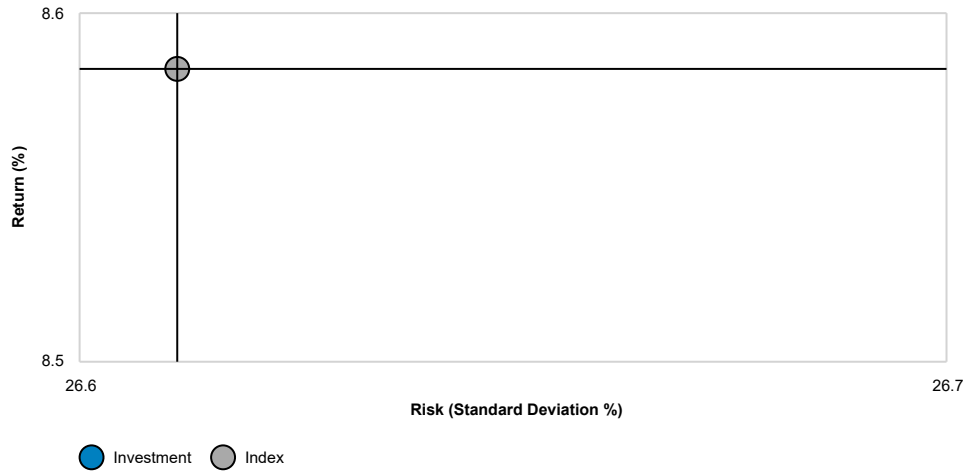 8.6
Return (%)
8.5
26.6
26.7
Risk (Standard Deviation %)
Investment
Index